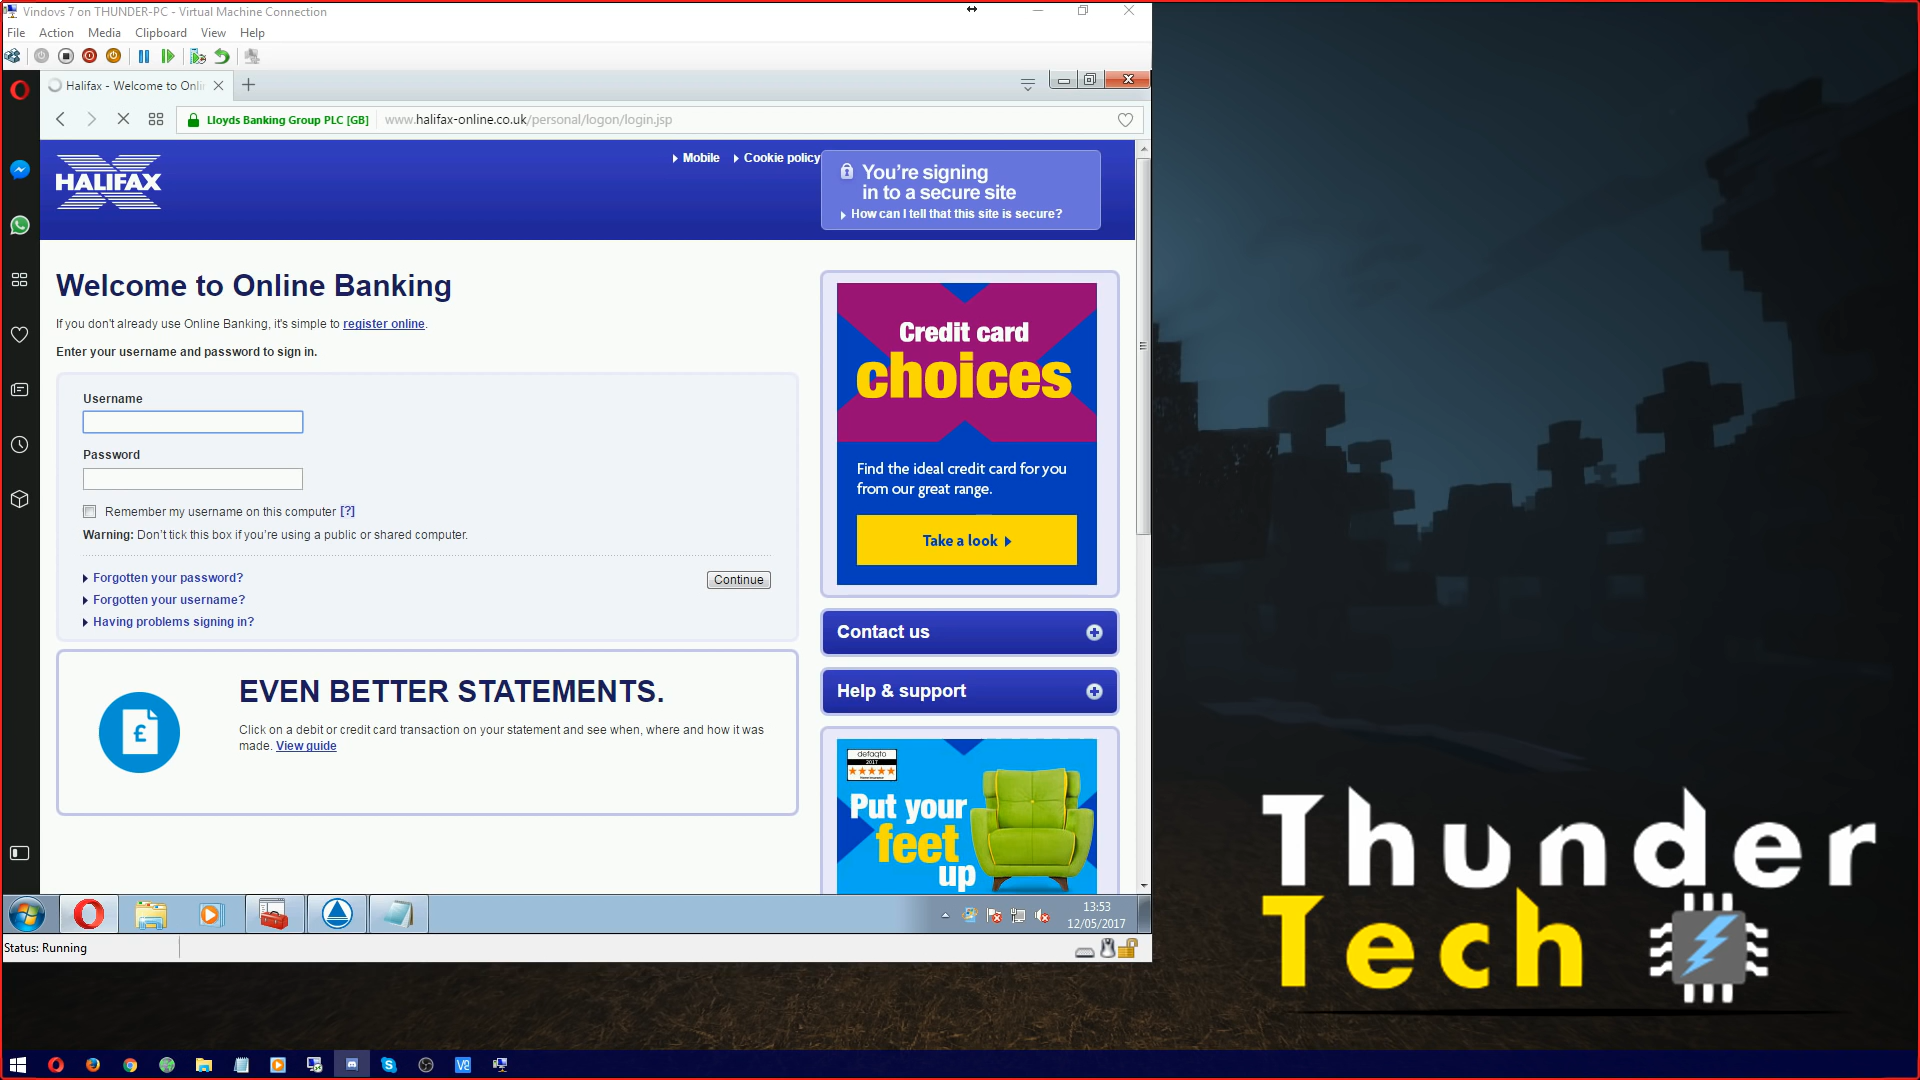 Vindovs 7 on THUNDER-PC - Virtual Machine Connection
File Action Media Clipboard View Help
Halifax - Welcome to Onli
Lloyds Banking Group PLC [GB] www.halifax-online.co.uk/personal/logon/login.jsp
HALIFAX
Mobile Cookie policy
You're signing
in to a secure site
How can I tell that this site is secure?
Welcome to Online Banking
If you don't already use Online Banking, it's simple to register online.
Enter your username and password to sign in.
Username
Password
Remember my username on this computer [?]
Warning: Don't tick this box if you're using a public or shared computer.
Forgotten your password?
Continue
Forgotten your username?
Having problems signing in?
EVEN BETTER STATEMENTS.
£
Click on a debit or credit card transaction on your statement and see when, where and how it was
made. View guide
Credit card
choices
Find the ideal credit card for you
from our great range.
Take a look
Contact us
Help & support
defaqto
2017
Put your
feet
up
13:53
12/05/2017
Status: Running
Thunder
Tech